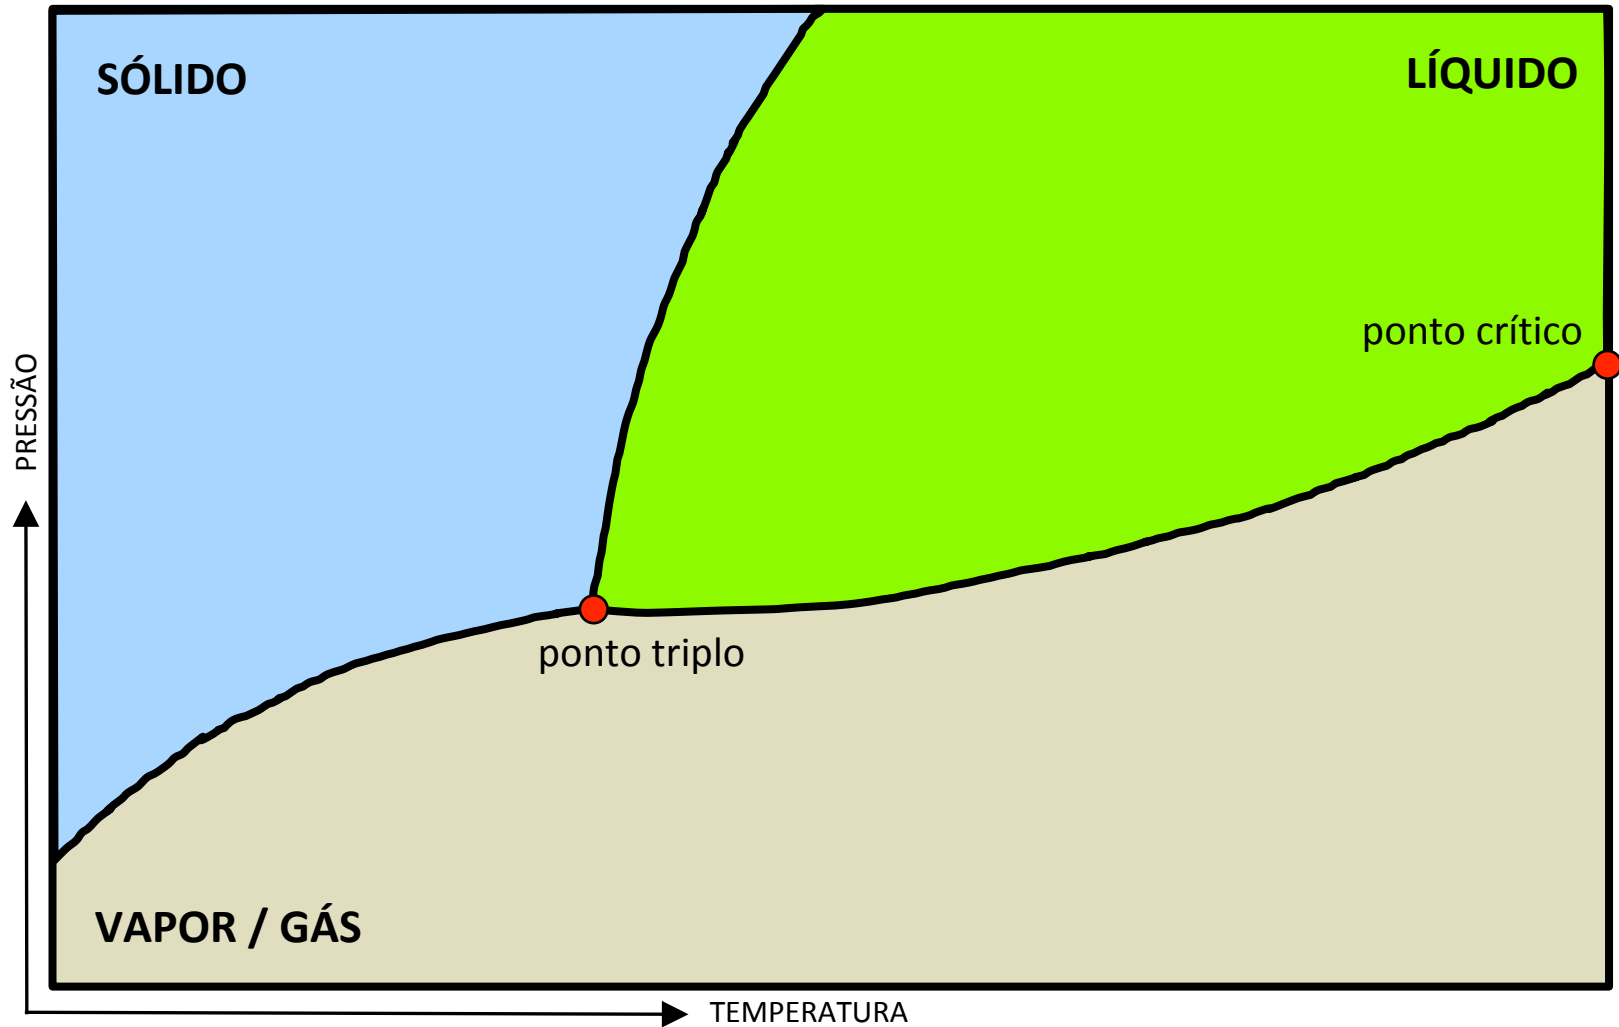 SÓLIDO
LÍQUIDO
ponto crítico
PRESSÃO
ponto triplo
VAPOR / GÁS
TEMPERATURA